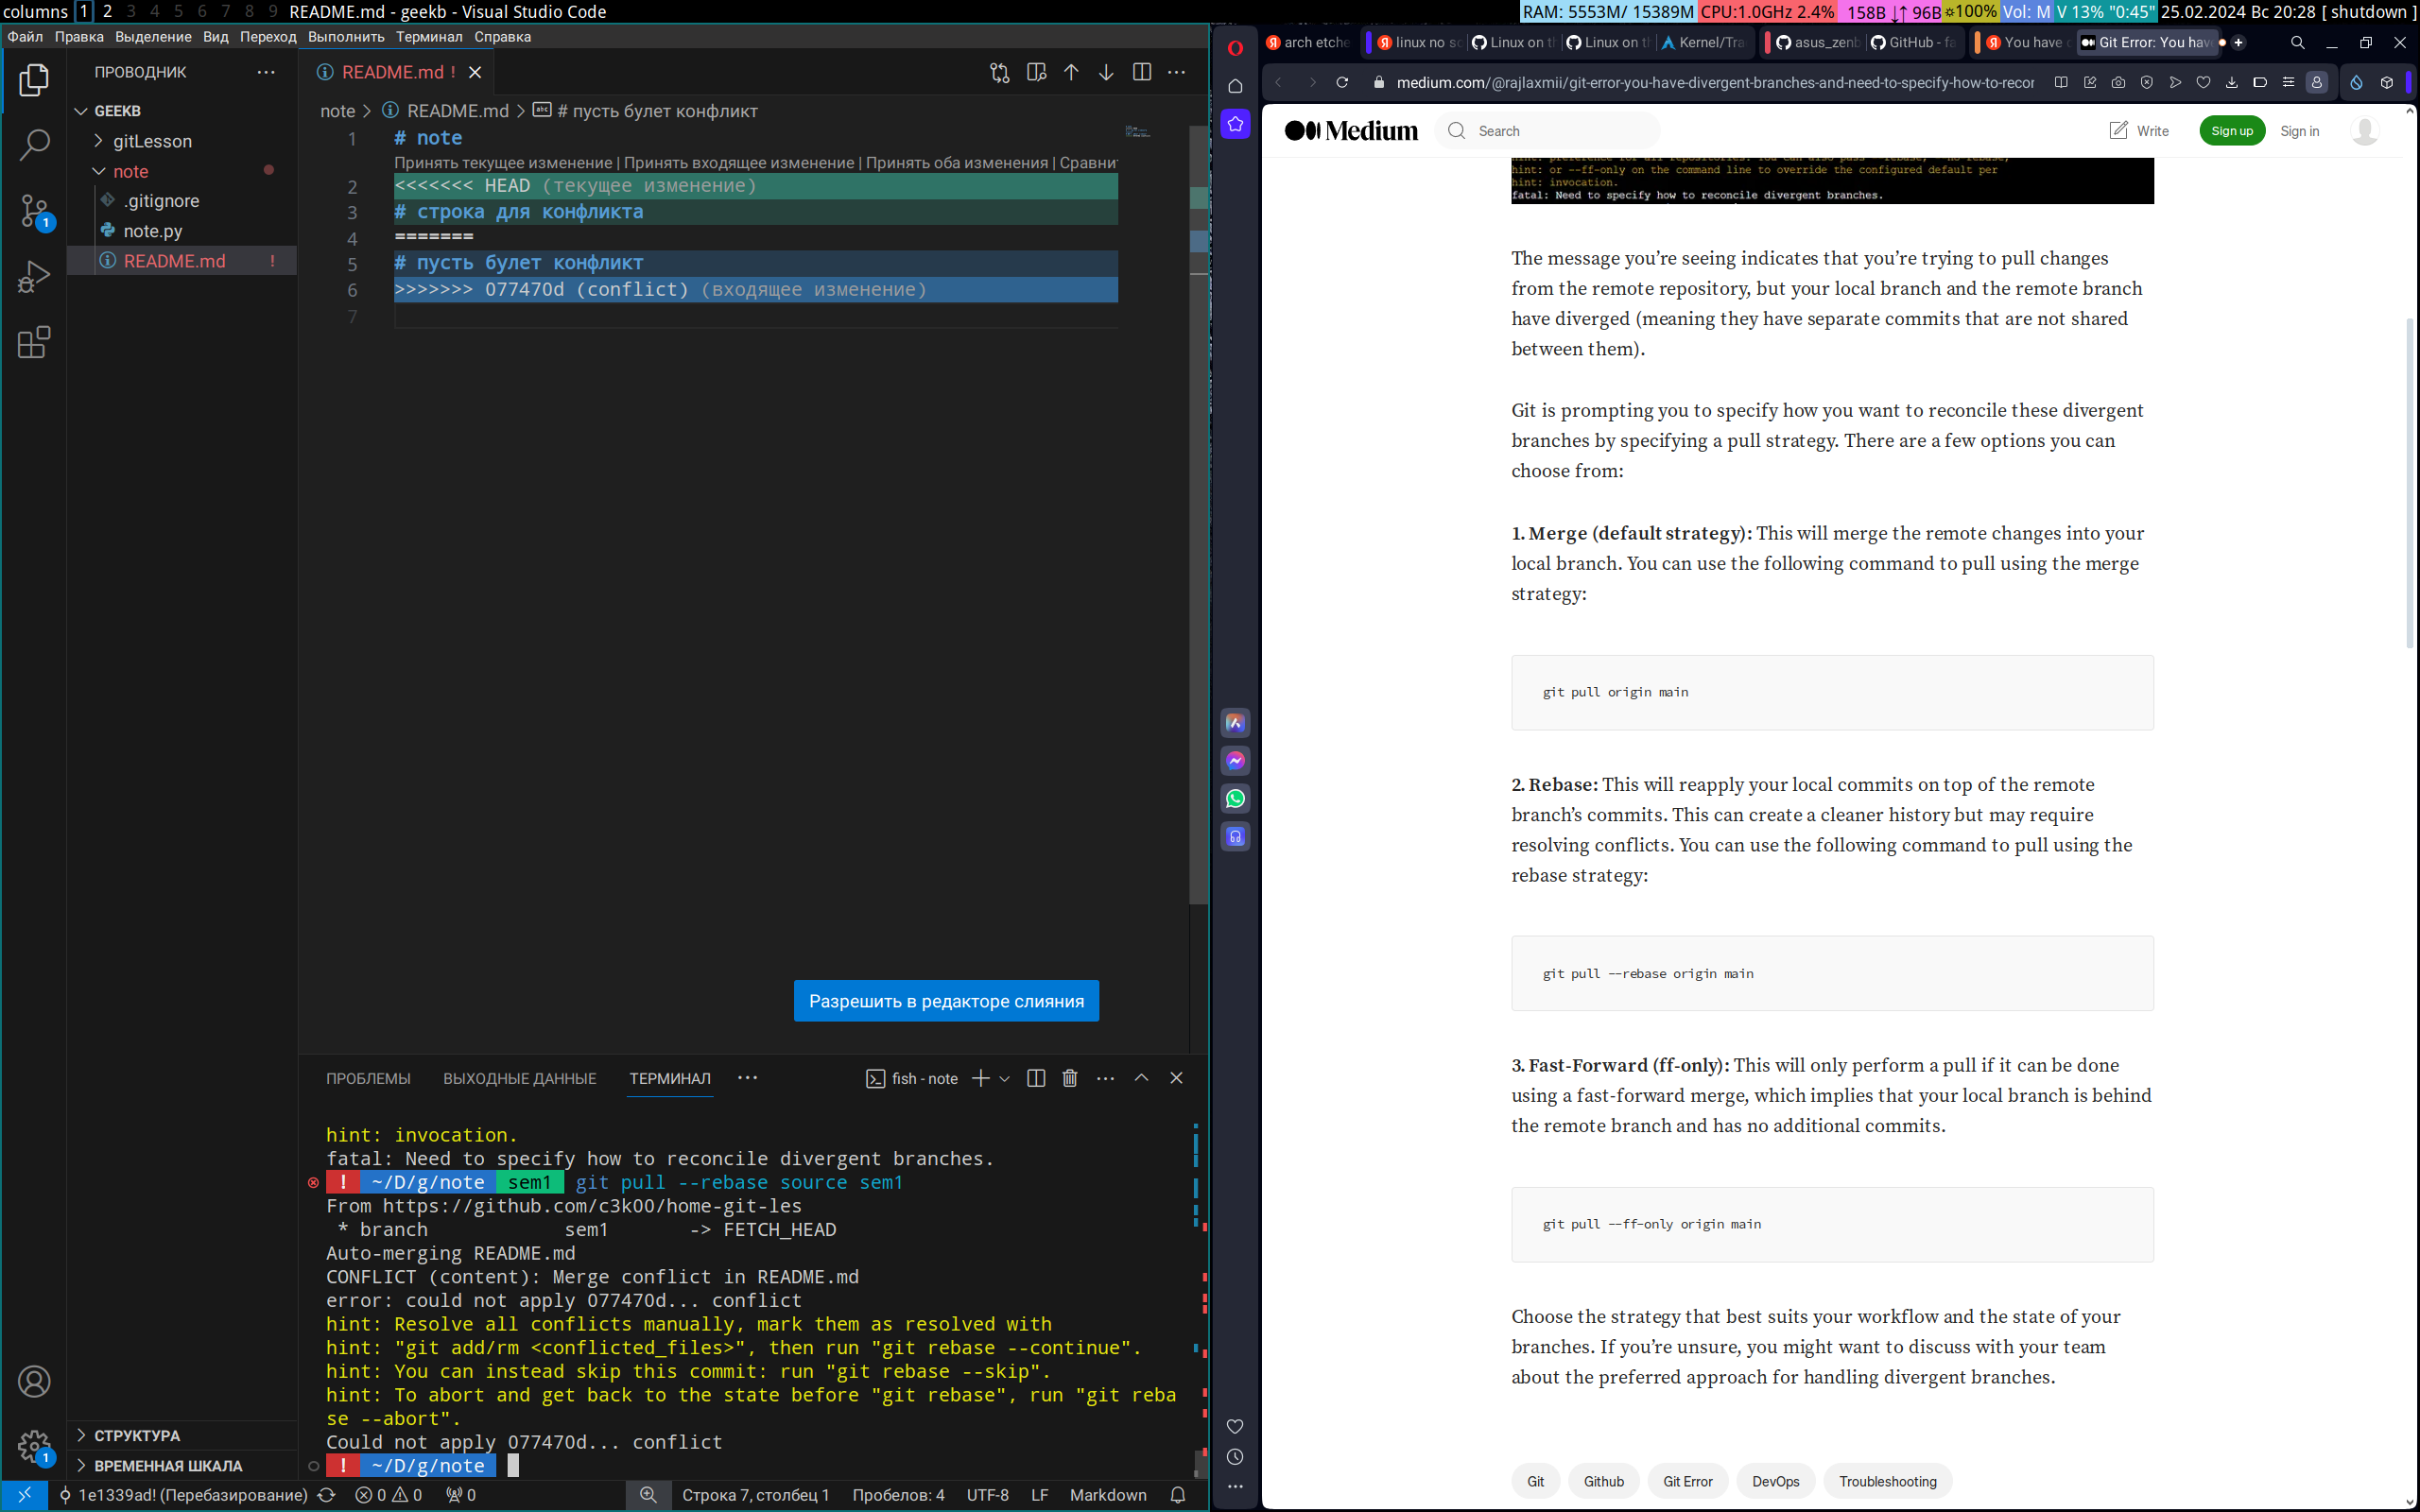 columns 1 2 3 4 5 6 7 8 9 README.md - geekb - Visual Studio Code
RAM: 5553M/ 15389M CPU:1.0GHz 2.4% 158B ↓↑ 96B ☼100% Vol: M V 13% "0:45" 25.02.2024 Вс 20:28 [ shutdown ]
Файл Правка Выделение Вид Переход Выполнить Терминал Справка
ПРОВОДНИК ···
GEEKB
gitLesson
note
.gitignore
note.py
README.md !
СТРУКТУРА
ВРЕМЕННАЯ ШКАЛА
README.md !
note > README.md > # пусть булет конфликт
1 # note
Принять текущее изменение | Принять входящее изменение | Принять оба изменения | Сравни
2 <<<<<<< HEAD (текущее изменение)
3 # строка для конфликта
4 =======
5 # пусть булет конфликт
6 >>>>>>> 077470d (conflict) (входящее изменение)
7
Разрешить в редакторе слияния
ПРОБЛЕМЫ ВЫХОДНЫЕ ДАННЫЕ ТЕРМИНАЛ ··· fish - note
hint: invocation.
fatal: Need to specify how to reconcile divergent branches.
! ~/D/g/note sem1 git pull --rebase source sem1
From https://github.com/c3k00/home-git-les
* branch sem1 -> FETCH_HEAD
Auto-merging README.md
CONFLICT (content): Merge conflict in README.md
error: could not apply 077470d... conflict
hint: Resolve all conflicts manually, mark them as resolved with
hint: "git add/rm <conflicted_files>", then run "git rebase --continue".
hint: You can instead skip this commit: run "git rebase --skip".
hint: To abort and get back to the state before "git rebase", run "git reba
se --abort".
Could not apply 077470d... conflict
! ~/D/g/note
1e1339ad! (Перебазирование) 0 0 0 Строка 7, столбец 1 Пробелов: 4 UTF-8 LF Markdown
arch etche linux no s Linux on t Linux on t Kernel/Tra asus_zenb GitHub - fa You have Git Error: You hav
medium.com/@rajlaxmii/git-error-you-have-divergent-branches-and-need-to-specify-how-to-recor
Medium Search Write Sign up Sign in
hint: preference for all repositories. You can also pass --rebase, --no-rebase,
hint: or --ff-only on the command line to override the configured default per
hint: invocation.
fatal: Need to specify how to reconcile divergent branches.
The message you’re seeing indicates that you’re trying to pull changes
from the remote repository, but your local branch and the remote branch
have diverged (meaning they have separate commits that are not shared
between them).
Git is prompting you to specify how you want to reconcile these divergent
branches by specifying a pull strategy. There are a few options you can
choose from:
1. Merge (default strategy): This will merge the remote changes into your
local branch. You can use the following command to pull using the merge
strategy:
git pull origin main
2. Rebase: This will reapply your local commits on top of the remote
branch’s commits. This can create a cleaner history but may require
resolving conflicts. You can use the following command to pull using the
rebase strategy:
git pull --rebase origin main
3. Fast-Forward (ff-only): This will only perform a pull if it can be done
using a fast-forward merge, which implies that your local branch is behind
the remote branch and has no additional commits.
git pull --ff-only origin main
Choose the strategy that best suits your workflow and the state of your
branches. If you’re unsure, you might want to discuss with your team
about the preferred approach for handling divergent branches.
Git Github Git Error DevOps Troubleshooting